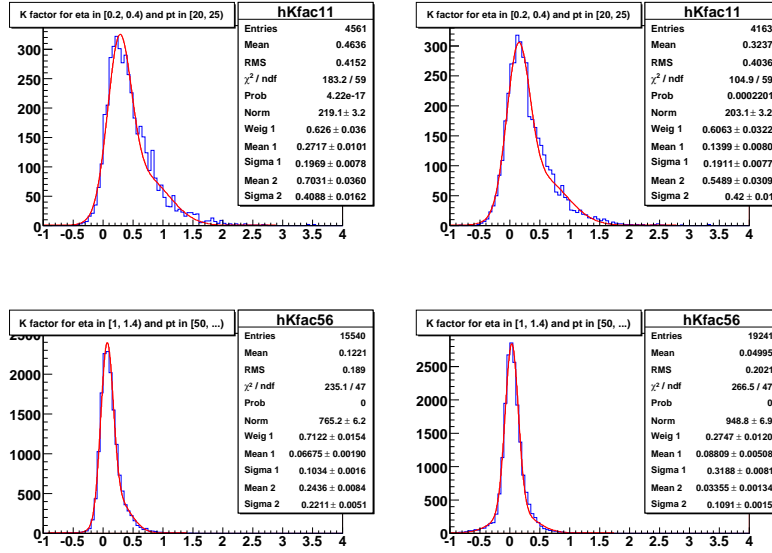 K factor for eta in [0.2, 0.4) and pt in [20, 25)
hKfac11
Entries 4561
Mean 0.4636
RMS 0.4152
χ² / ndf 183.2 / 59
Prob 4.22e-17
Norm 219.1 ± 3.2
Weig 1 0.626 ± 0.036
Mean 1 0.2717 ± 0.0101
Sigma 1 0.1969 ± 0.0078
Mean 2 0.7031 ± 0.0360
Sigma 2 0.4088 ± 0.0162
300
250
200
150
100
50
0
-1 -0.5 0 0.5 1 1.5 2 2.5 3 3.5 4
K factor for eta in [0.2, 0.4) and pt in [20, 25)
hKfac11
Entries 4163
Mean 0.3237
RMS 0.4036
χ² / ndf 104.9 / 59
Prob 0.0002201
Norm 203.1 ± 3.2
Weig 1 0.6063 ± 0.0322
Mean 1 0.1399 ± 0.0080
Sigma 1 0.1911 ± 0.0077
Mean 2 0.5489 ± 0.0309
Sigma 2 0.42 ± 0.01
300
250
200
150
100
50
0
-1 -0.5 0 0.5 1 1.5 2 2.5 3 3.5 4
K factor for eta in [1, 1.4) and pt in [50, ...)
hKfac56
Entries 15540
Mean 0.1221
RMS 0.189
χ² / ndf 235.1 / 47
Prob 0
Norm 765.2 ± 6.2
Weig 1 0.7122 ± 0.0154
Mean 1 0.06675 ± 0.00190
Sigma 1 0.1034 ± 0.0016
Mean 2 0.2436 ± 0.0084
Sigma 2 0.2211 ± 0.0051
2500
2000
1500
1000
500
0
-1 -0.5 0 0.5 1 1.5 2 2.5 3 3.5 4
K factor for eta in [1, 1.4) and pt in [50, ...)
hKfac56
Entries 19241
Mean 0.04995
RMS 0.2021
χ² / ndf 266.5 / 47
Prob 0
Norm 948.8 ± 6.9
Weig 1 0.2747 ± 0.0120
Mean 1 0.08809 ± 0.00508
Sigma 1 0.3188 ± 0.0081
Mean 2 0.03355 ± 0.00134
Sigma 2 0.1091 ± 0.0015
2500
2000
1500
1000
500
0
-1 -0.5 0 0.5 1 1.5 2 2.5 3 3.5 4